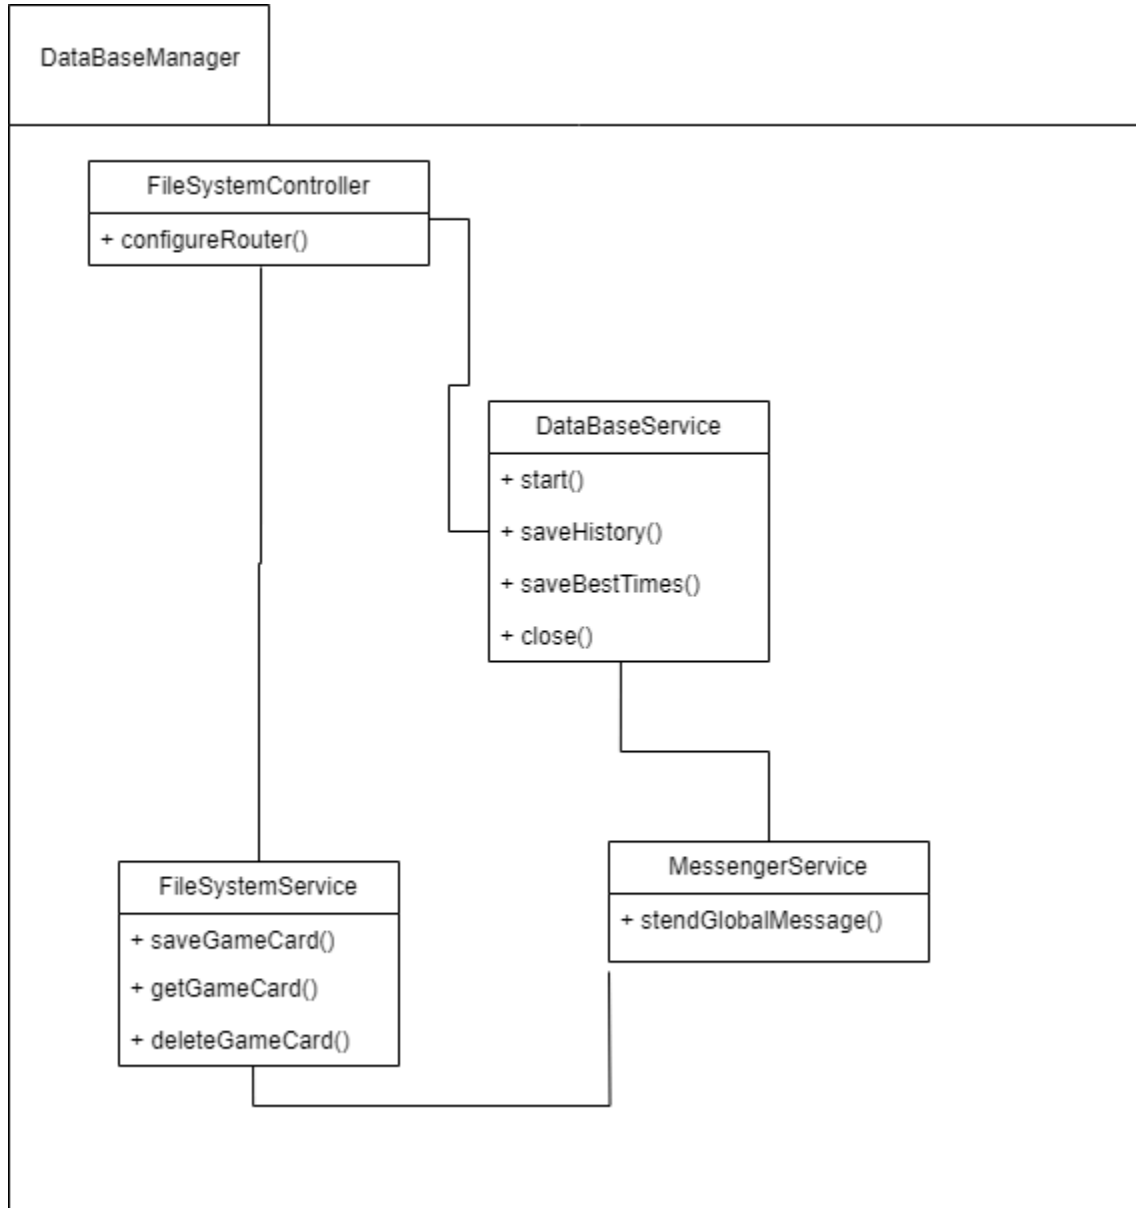 DataBaseManager
FileSystemController
+ configureRouter()
DataBaseService
+ start()
+ saveHistory()
+ saveBestTimes()
+ close()
FileSystemService
+ saveGameCard()
+ getGameCard()
+ deleteGameCard()
MessengerService
+ stendGlobalMessage()